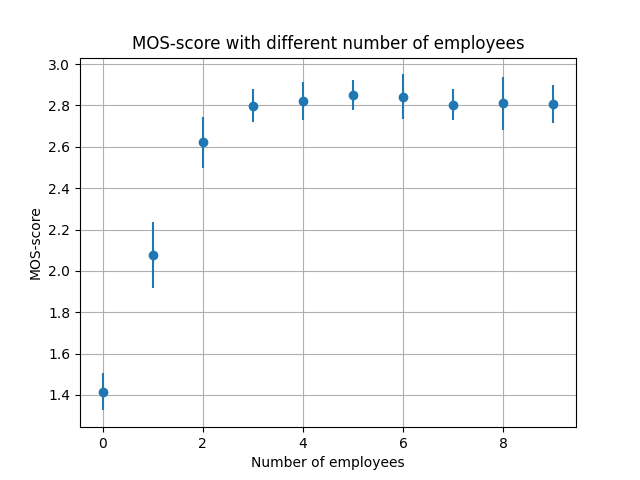 MOS-score with different number of employees
3.0
2.8
2.6
2.4
2.2
2.0
1.8
1.6
1.4
MOS-score
0 2 4 6 8
Number of employees